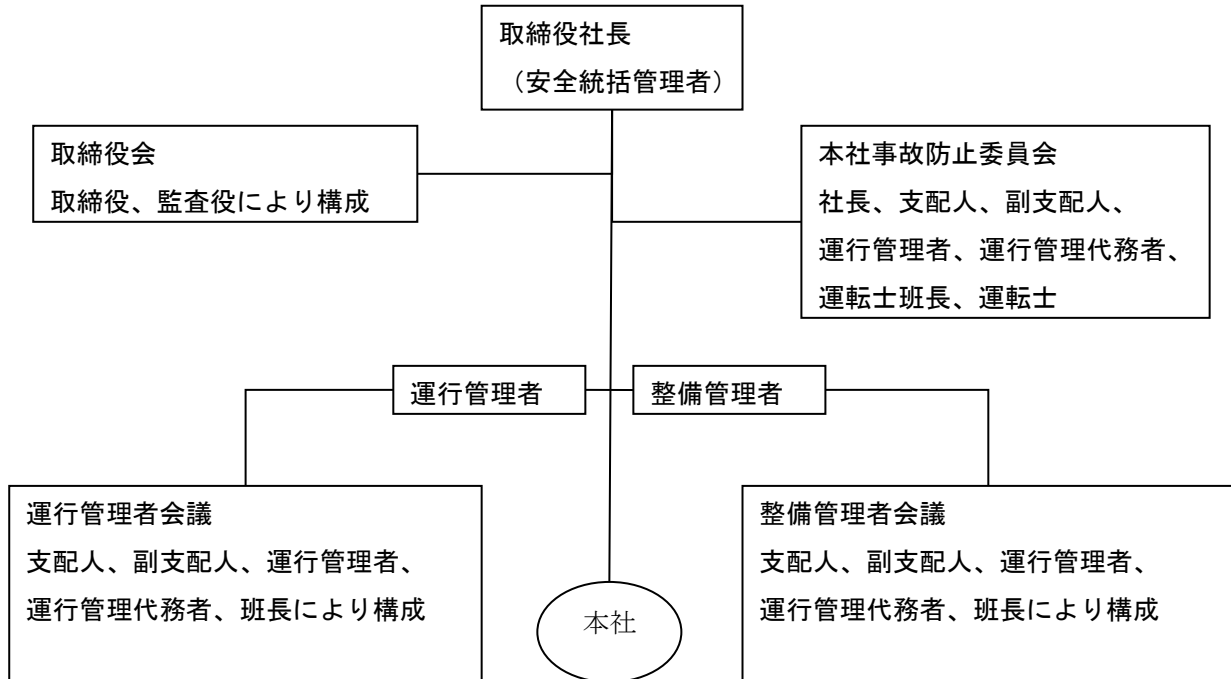 取締役社長
（安全統括管理者）
取締役会
取締役、監査役により構成
本社事故防止委員会
社長、支配人、副支配人、
運行管理者、運行管理代務者、
運転士班長、運転士
運行管理者
整備管理者
運行管理者会議
支配人、副支配人、運行管理者、
運行管理代務者、班長により構成
整備管理者会議
支配人、副支配人、運行管理者、
運行管理代務者、班長により構成
本社